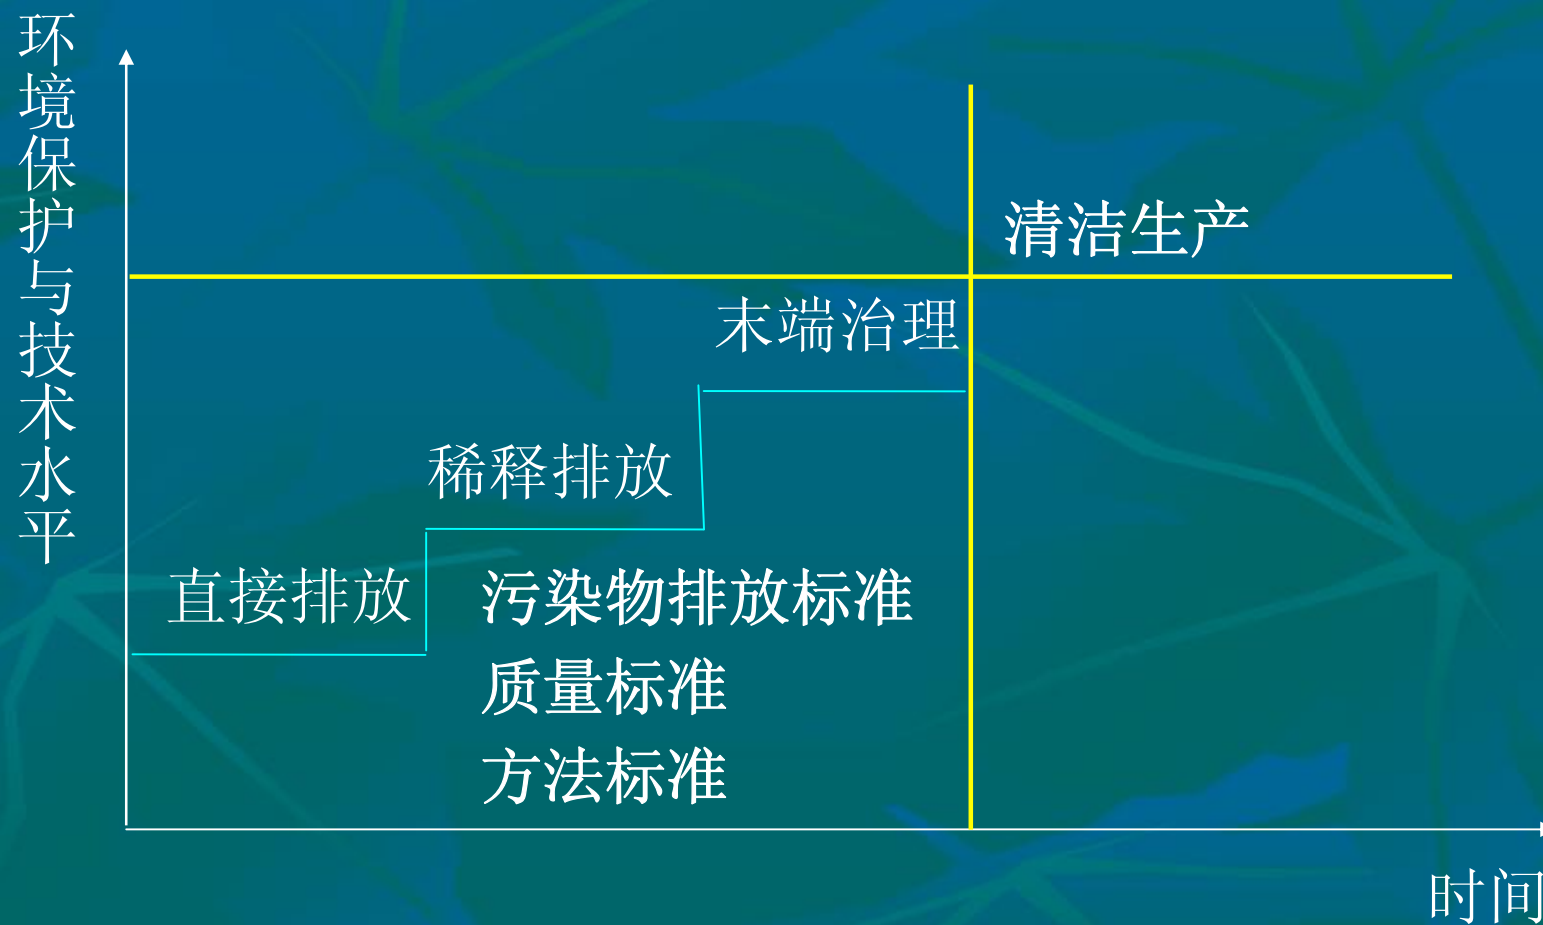 环境保护与技术水平
清洁生产
末端治理
稀释排放
直接排放
污染物排放标准
质量标准
方法标准
时间